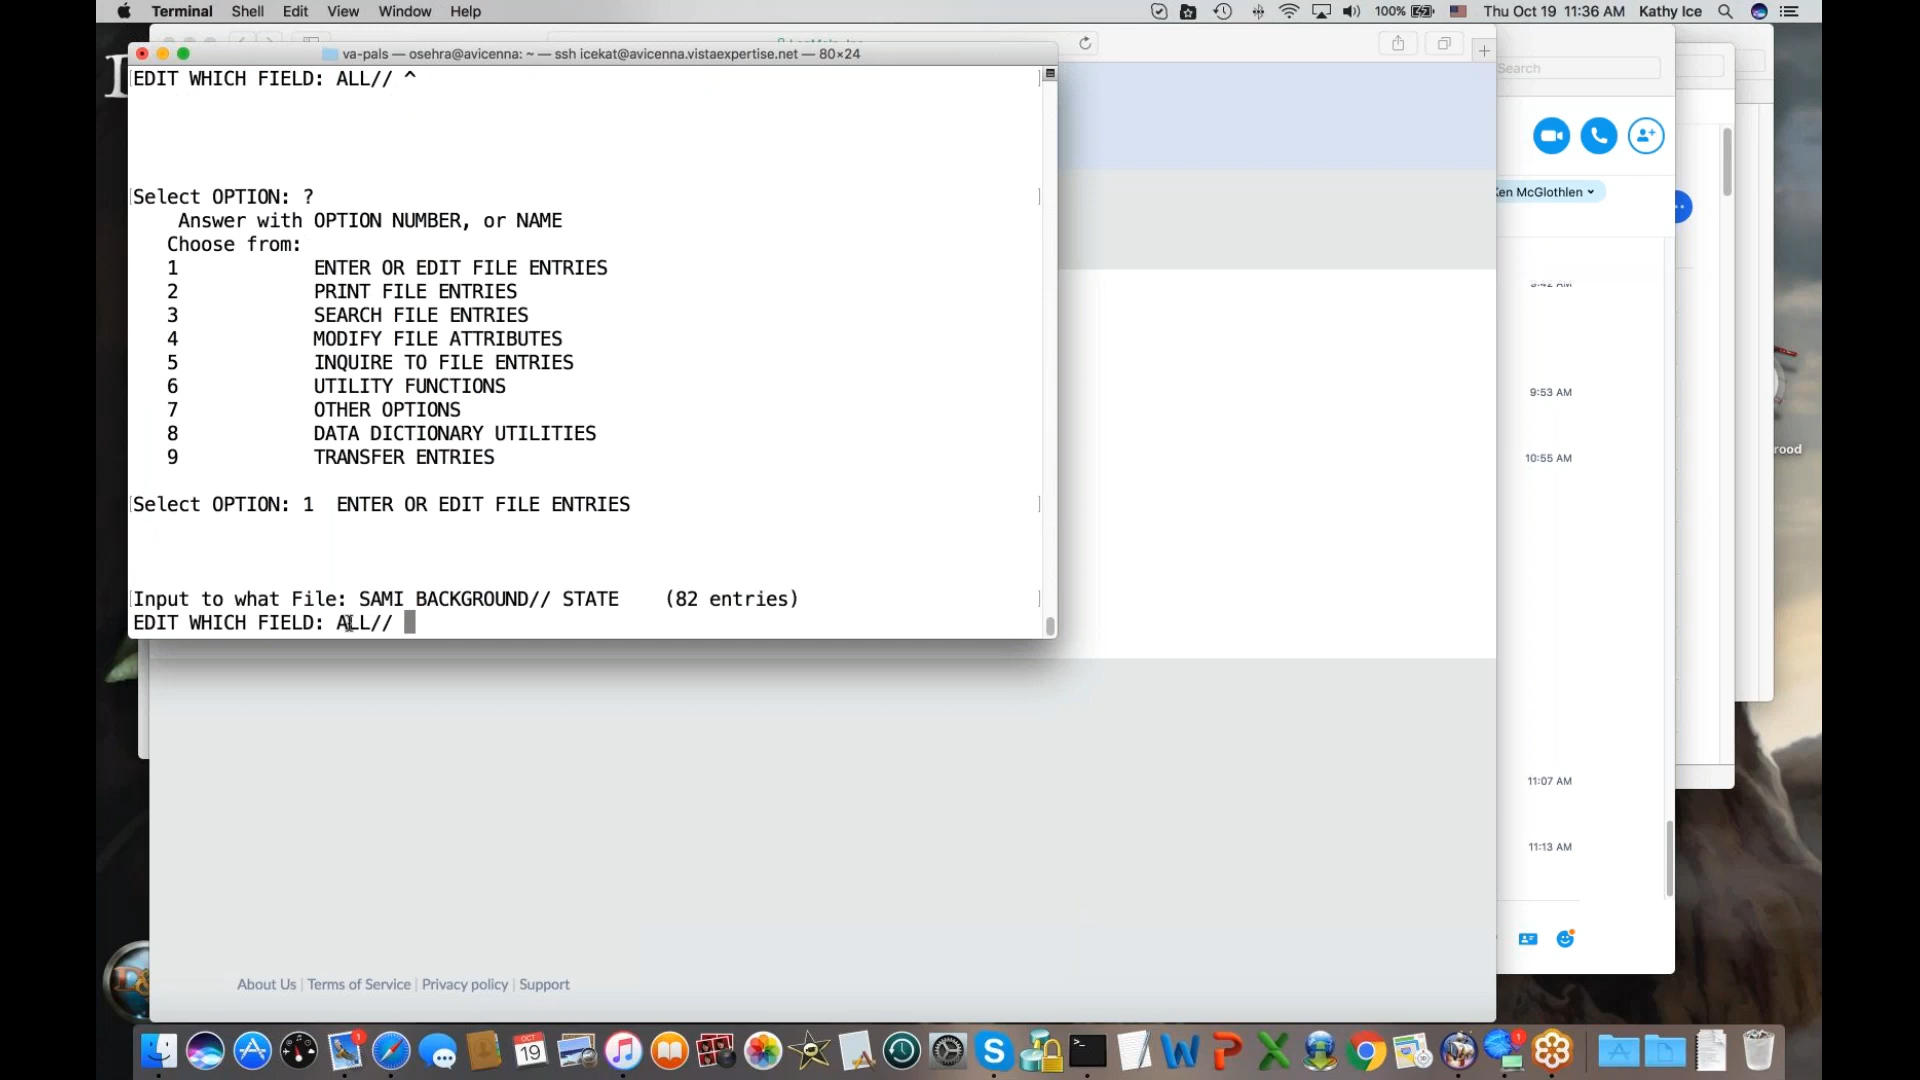 Terminal Shell Edit View Window Help
100% Thu Oct 19 11:36 AM Kathy Ice
va-pals — osehra@avicenna: ~ — ssh icekat@avicenna.vistaexpertise.net — 80×24
EDIT WHICH FIELD: ALL// ^
Search
Select OPTION: ?
Answer with OPTION NUMBER, or NAME
Choose from:
1 ENTER OR EDIT FILE ENTRIES
2 PRINT FILE ENTRIES
3 SEARCH FILE ENTRIES
4 MODIFY FILE ATTRIBUTES
5 INQUIRE TO FILE ENTRIES
6 UTILITY FUNCTIONS
7 OTHER OPTIONS
8 DATA DICTIONARY UTILITIES
9 TRANSFER ENTRIES
Select OPTION: 1 ENTER OR EDIT FILE ENTRIES
Input to what File: SAMI BACKGROUND// STATE (82 entries)
EDIT WHICH FIELD: ALL//
Ken McGlothlen
9:53 AM
10:55 AM
11:07 AM
11:13 AM
rood
About Us | Terms of Service | Privacy policy | Support
OCT
19
1
1